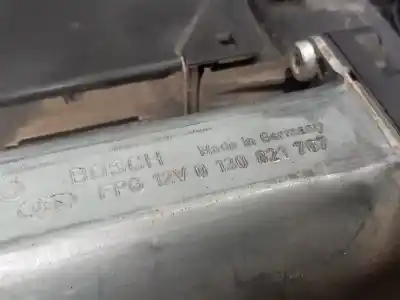 BOSCH Made in Germany
FPG 12V 0 130 821 767